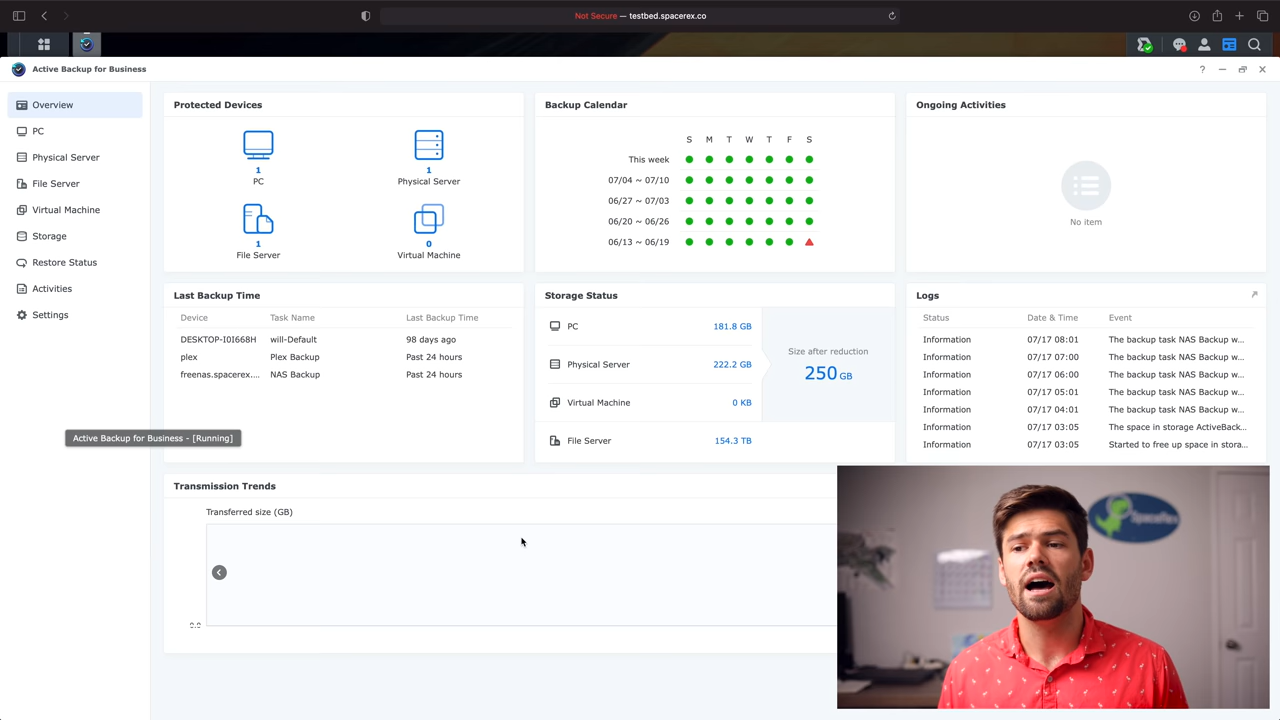 Not Secure — testbed.spacerex.co
Active Backup for Business
Overview
PC
Physical Server
File Server
Virtual Machine
Storage
Restore Status
Activities
Settings
Protected Devices
1
PC
1
Physical Server
1
File Server
0
Virtual Machine
Backup Calendar
S M T W T F S
This week
07/04 ~ 07/10
06/27 ~ 07/03
06/20 ~ 06/26
06/13 ~ 06/19
Ongoing Activities
No item
Last Backup Time
Device Task Name Last Backup Time
DESKTOP-I0I668H will-Default 98 days ago
plex Plex Backup Past 24 hours
freenas.spacerex.... NAS Backup Past 24 hours
Active Backup for Business - [Running]
Storage Status
PC 181.8 GB
Physical Server 222.2 GB
Virtual Machine 0 KB
File Server 154.3 TB
Size after reduction
250 GB
Logs
Status Date & Time Event
Information 07/17 08:01 The backup task NAS Backup w...
Information 07/17 07:00 The backup task NAS Backup w...
Information 07/17 06:00 The backup task NAS Backup w...
Information 07/17 05:01 The backup task NAS Backup w...
Information 07/17 04:01 The backup task NAS Backup w...
Information 07/17 03:05 The space in storage ActiveBack...
Information 07/17 03:05 Started to free up space in stora...
Transmission Trends
Transferred size (GB)
SpaceRex